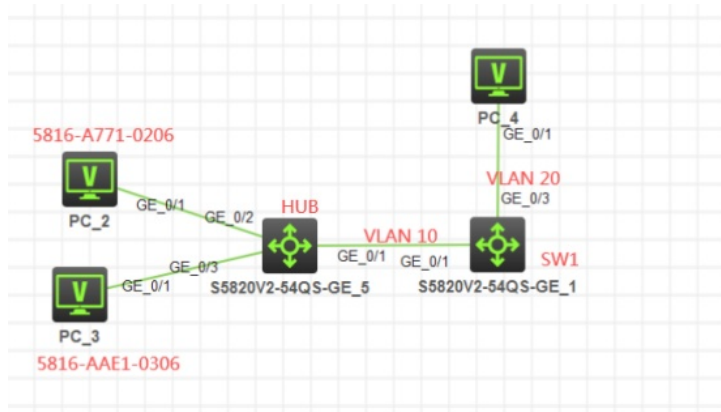 V
PC_4
GE_0/1
5816-A771-0206
VLAN 20
V
GE_0/3
GE_0/1
PC_2
GE_0/2
HUB
VLAN 10
GE_0/1
GE_0/1
SW1
GE_0/3
V
GE_0/1
S5820V2-54QS-GE_5
S5820V2-54QS-GE_1
PC_3
5816-AAE1-0306